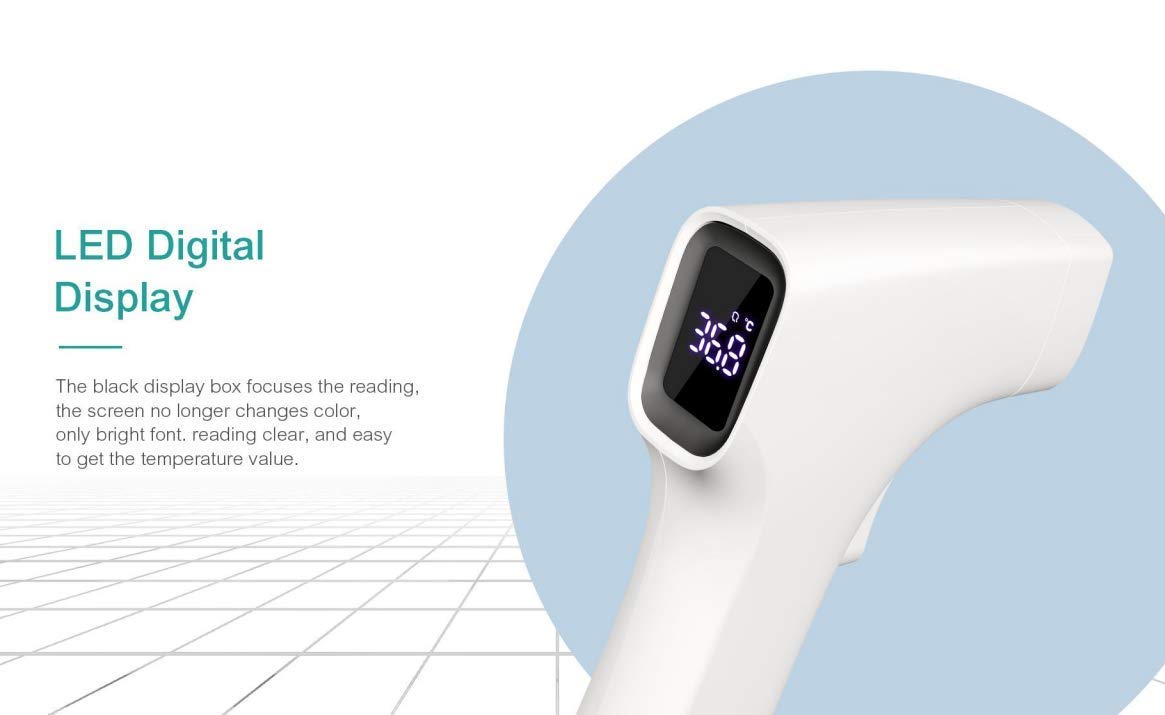 LED Digital
Display
The black display box focuses the reading,
the screen no longer changes color,
only bright font. reading clear, and easy
to get the temperature value.
℃
36.8